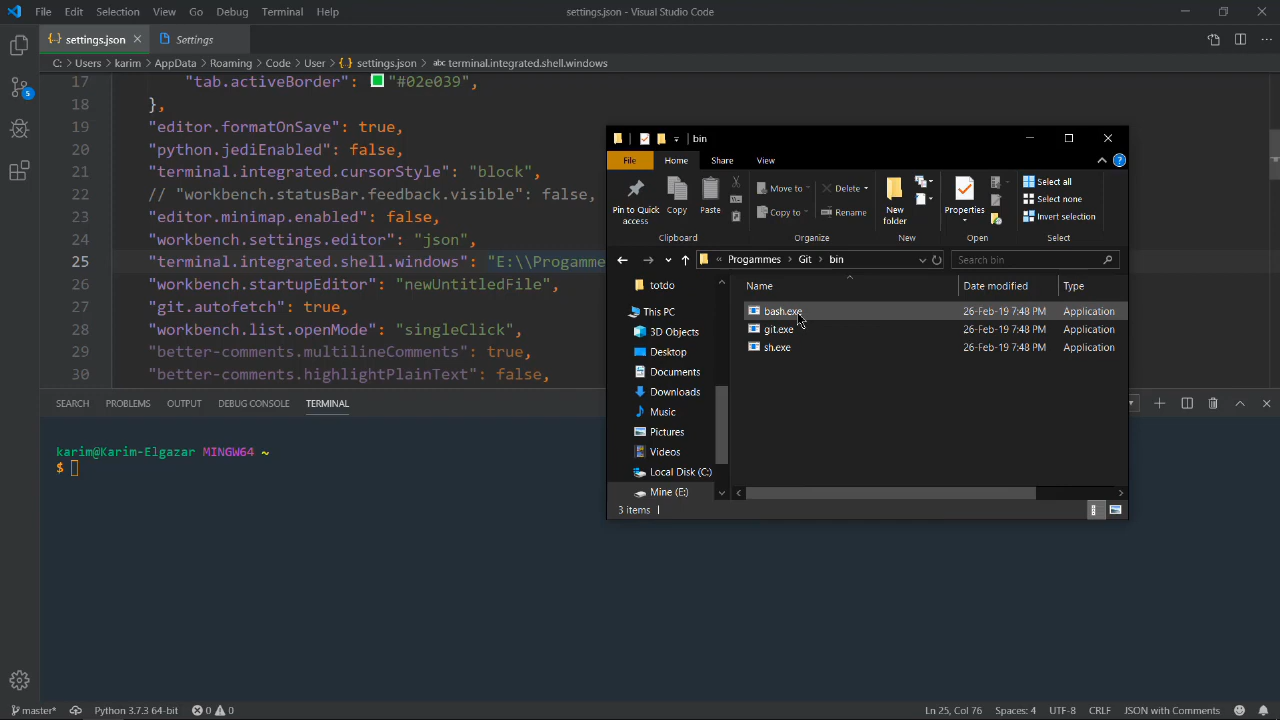 File Edit Selection View Go Debug Terminal Help settings.json - Visual Studio Code
settings.json Settings
C: > Users > karim > AppData > Roaming > Code > User > {·} settings.json > abc terminal.integrated.shell.windows
17 "tab.activeBorder": "#02e039",
18 },
19 "editor.formatOnSave": true,
20 "python.jediEnabled": false,
21 "terminal.integrated.cursorStyle": "block",
22 // "workbench.statusBar.feedback.visible": false,
23 "editor.minimap.enabled": false,
24 "workbench.settings.editor": "json",
25 "terminal.integrated.shell.windows": "E:\\Progamme
26 "workbench.startupEditor": "newUntitledFile",
27 "git.autofetch": true,
28 "workbench.list.openMode": "singleClick",
29 "better-comments.multilineComments": true,
30 "better-comments.highlightPlainText": false,
5
SEARCH PROBLEMS OUTPUT DEBUG CONSOLE TERMINAL
karim@Karim-Elgazar MINGW64 ~
$
bin
File Home Share View
Pin to Quick access
Copy
Paste
Clipboard
Move to
Copy to
Delete
Rename
Organize
New folder
New
Properties
Open
Select all
Select none
Invert selection
Select
« Progammes > Git > bin
Search bin
Name Date modified Type
bash.exe 26-Feb-19 7:48 PM Application
git.exe 26-Feb-19 7:48 PM Application
sh.exe 26-Feb-19 7:48 PM Application
totdo
This PC
3D Objects
Desktop
Documents
Downloads
Music
Pictures
Videos
Local Disk (C:)
Mine (E:)
3 items
master* Python 3.7.3 64-bit 0 0 Ln 25, Col 76 Spaces: 4 UTF-8 CRLF JSON with Comments